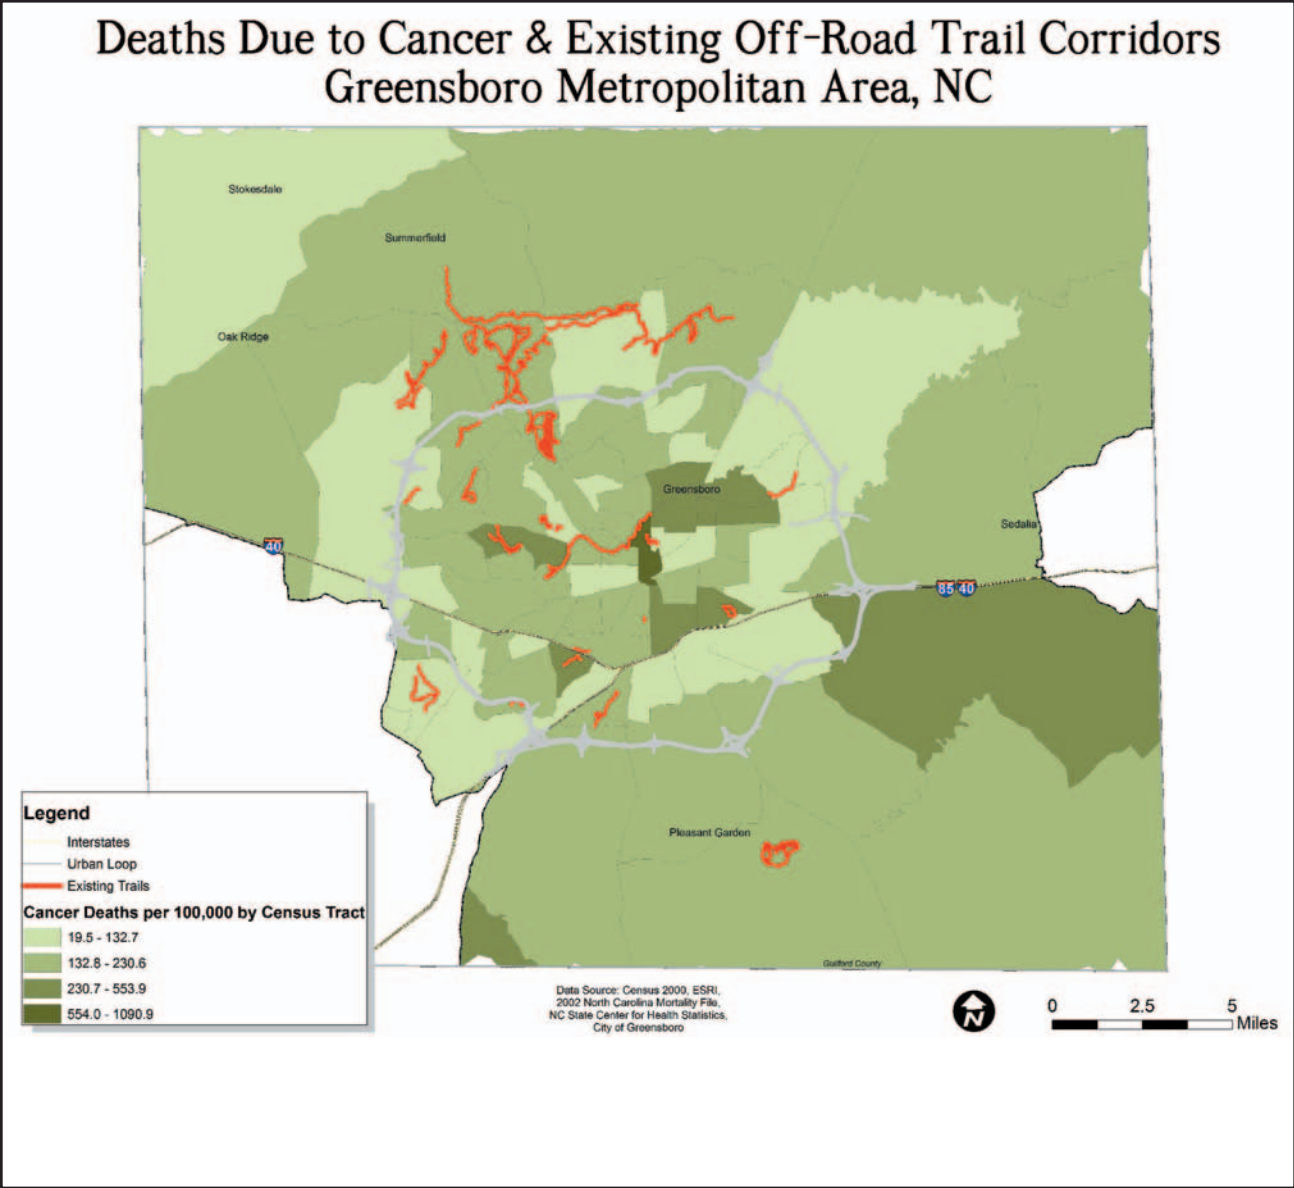 Deaths Due to Cancer & Existing Off-Road Trail Corridors
Greensboro Metropolitan Area, NC
Stokesdale
Summerfield
Oak Ridge
Greensboro
Sedalia
40
85 40
Pleasant Garden
Guilford County
Legend
Interstates
Urban Loop
Existing Trails
Cancer Deaths per 100,000 by Census Tract
19.5 - 132.7
132.8 - 230.6
230.7 - 553.9
554.0 - 1090.9
Data Source: Census 2000, ESRI,
2002 North Carolina Mortality File,
NC State Center for Health Statistics,
City of Greensboro
N
0 2.5 5
Miles